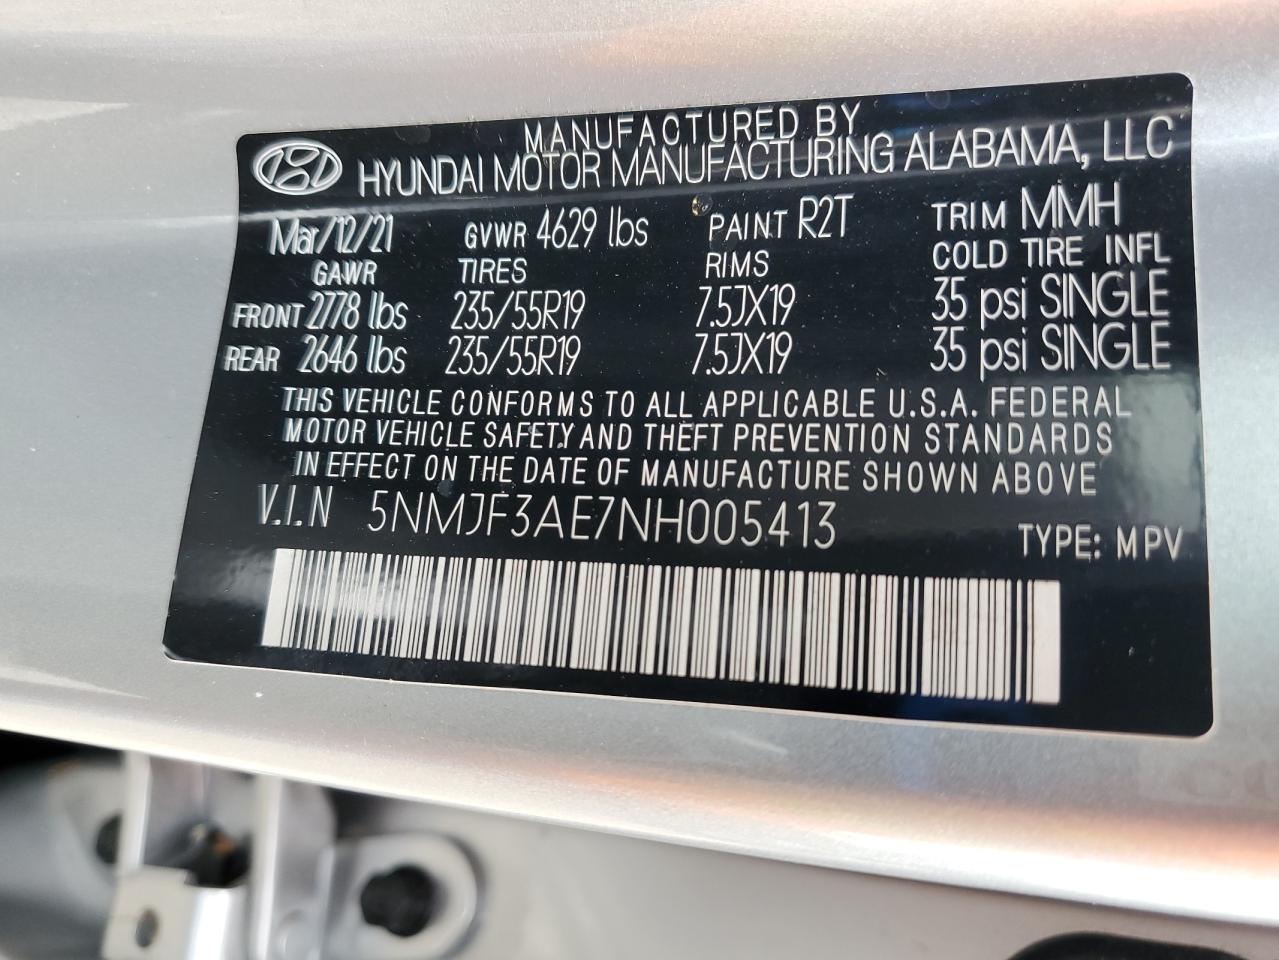 MANUFACTURED BY
HYUNDAI MOTOR MANUFACTURING ALABAMA, LLC
Mar/12/21 GVWR 4629 lbs PAINT R2T TRIM MMH
GAWR TIRES RIMS COLD TIRE INFL
FRONT 2778 lbs 235/55R19 7.5JX19 35 psi SINGLE
REAR 2646 lbs 235/55R19 7.5JX19 35 psi SINGLE
THIS VEHICLE CONFORMS TO ALL APPLICABLE U.S.A. FEDERAL
MOTOR VEHICLE SAFETY AND THEFT PREVENTION STANDARDS
IN EFFECT ON THE DATE OF MANUFACTURE SHOWN ABOVE
V.I.N 5NMJF3AE7NH005413 TYPE: MPV